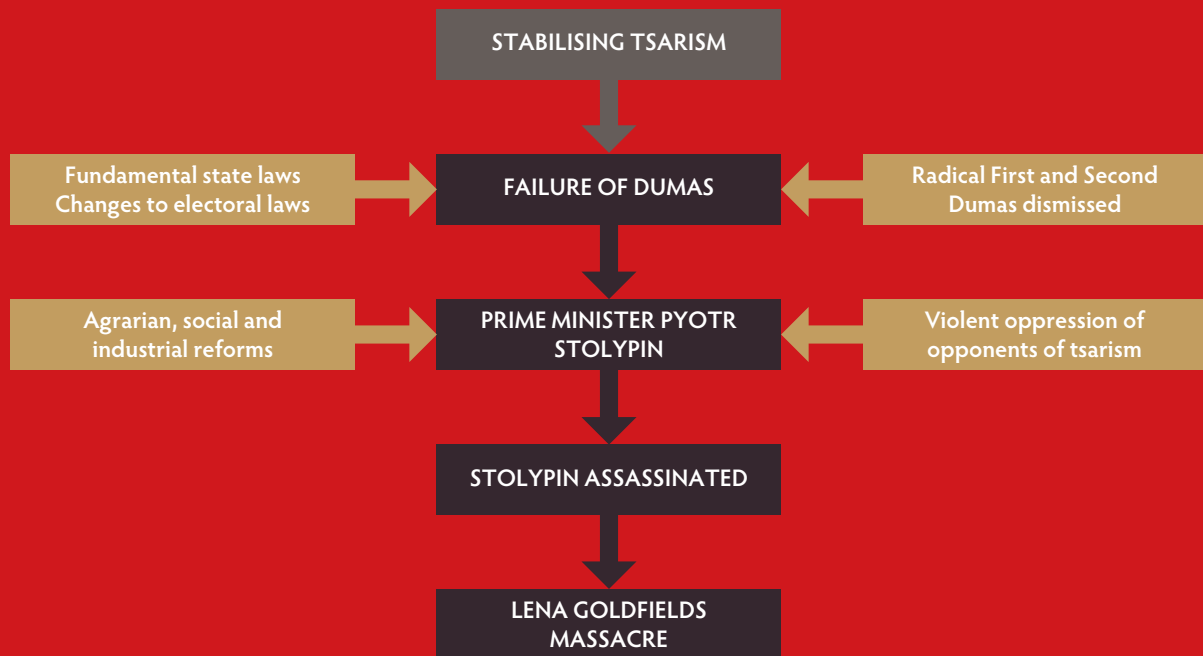 STABILISING TSARISM
Fundamental state laws
Changes to electoral laws
FAILURE OF DUMAS
Radical First and Second
Dumas dismissed
Agrarian, social and
industrial reforms
PRIME MINISTER PYOTR
STOLYPIN
Violent oppression of
opponents of tsarism
STOLYPIN ASSASSINATED
LENA GOLDFIELDS
MASSACRE